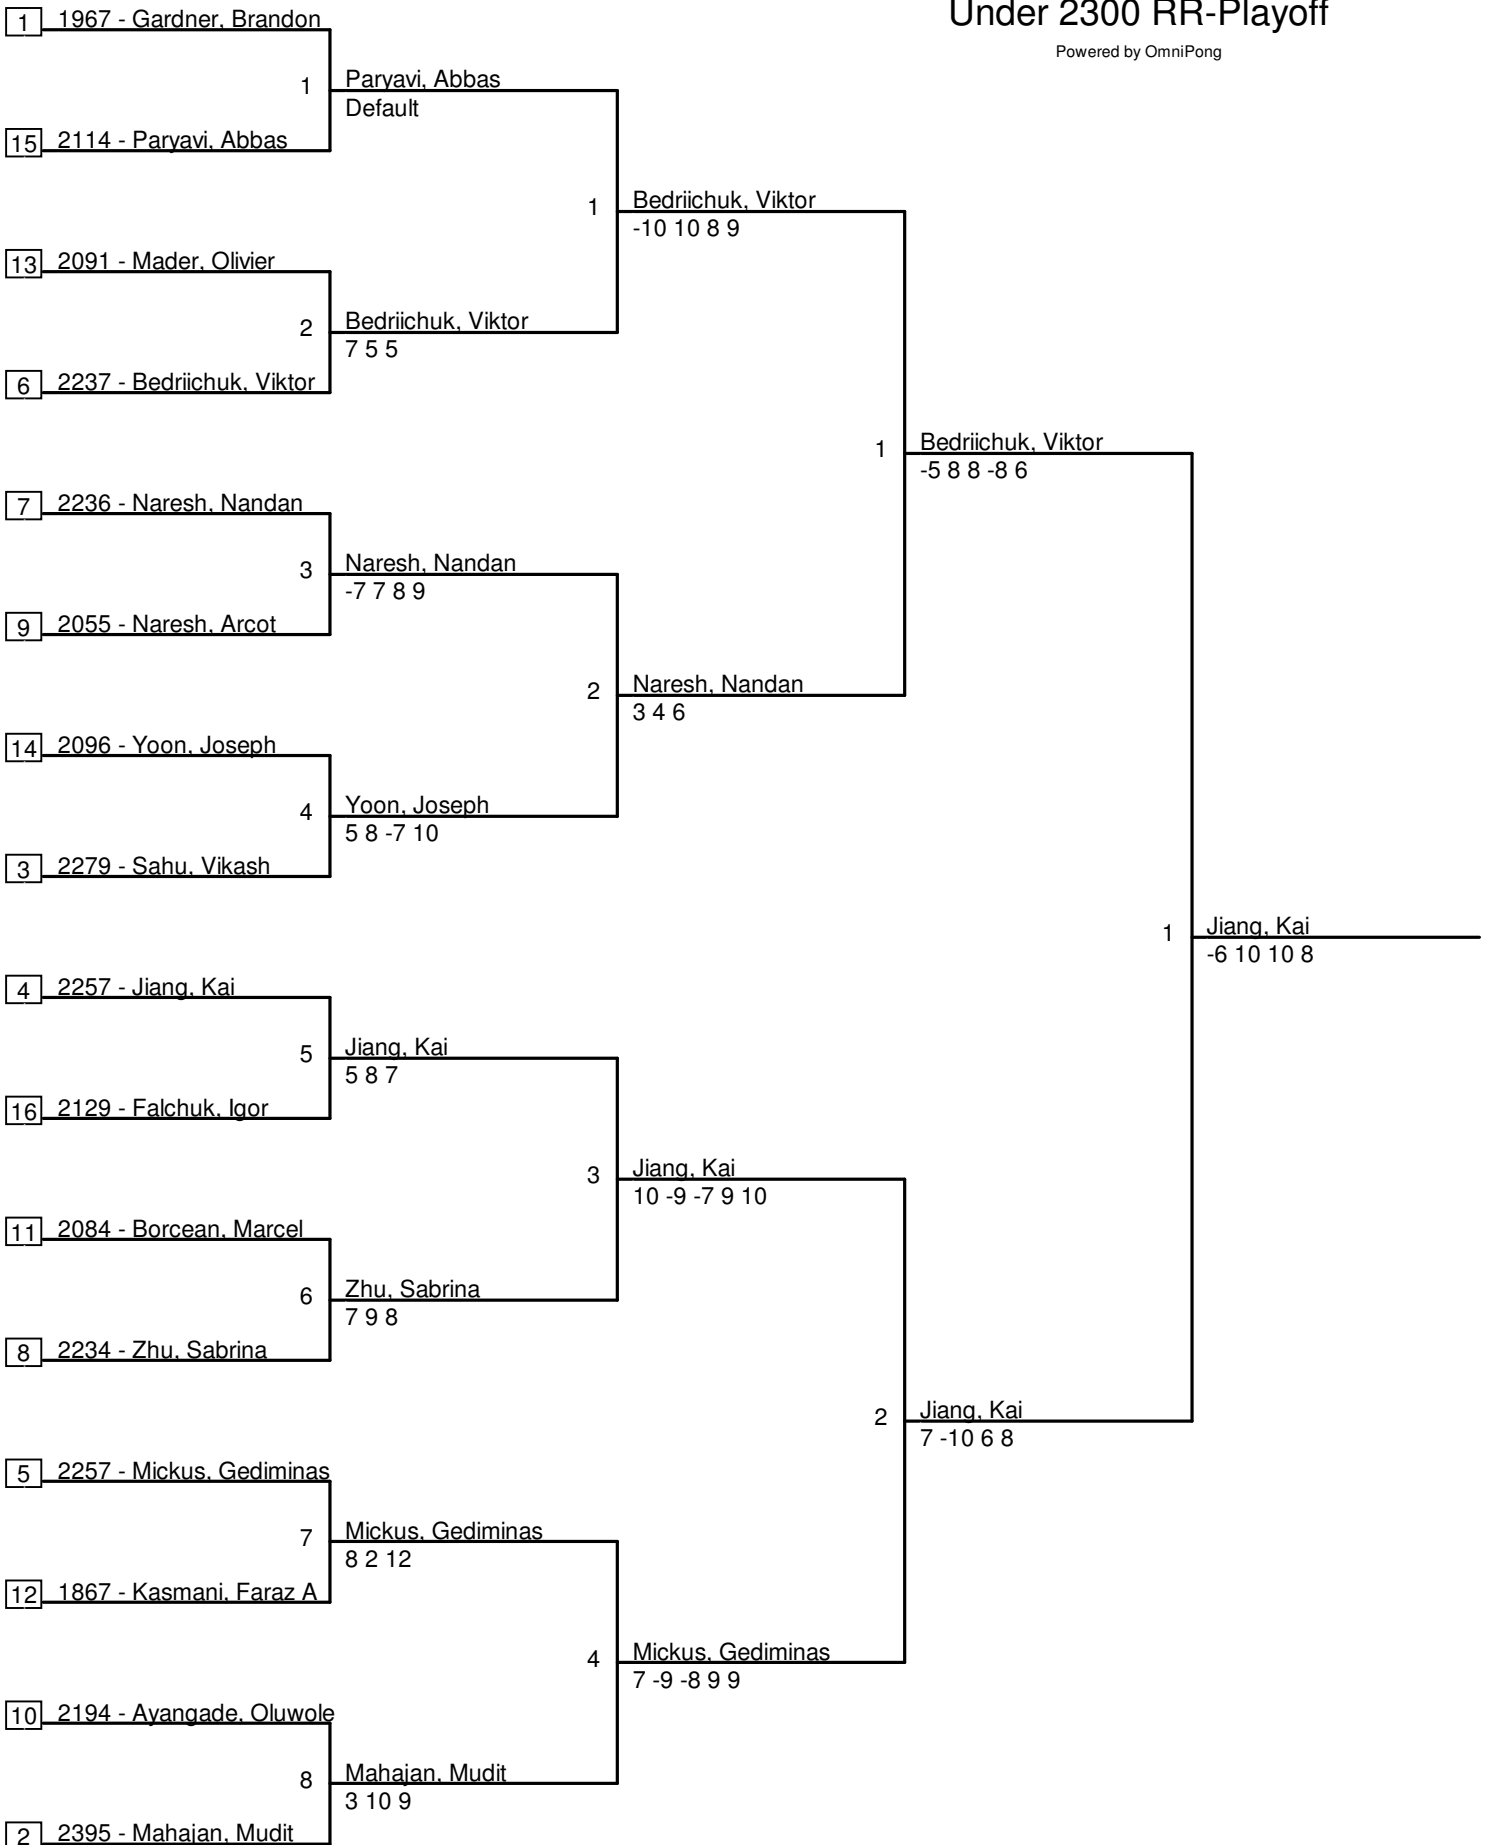 Under 2300 RR-Playoff
Powered by OmniPong
1 1967 - Gardner, Brandon
1 Paryavi, Abbas
Default
15 2114 - Paryavi, Abbas
1 Bedriichuk, Viktor
-10 10 8 9
13 2091 - Mader, Olivier
2 Bedriichuk, Viktor
7 5 5
6 2237 - Bedriichuk, Viktor
1 Bedriichuk, Viktor
-5 8 8 -8 6
7 2236 - Naresh, Nandan
3 Naresh, Nandan
-7 7 8 9
9 2055 - Naresh, Arcot
2 Naresh, Nandan
3 4 6
14 2096 - Yoon, Joseph
4 Yoon, Joseph
5 8 -7 10
3 2279 - Sahu, Vikash
1 Jiang, Kai
-6 10 10 8
4 2257 - Jiang, Kai
5 Jiang, Kai
5 8 7
16 2129 - Falchuk, Igor
3 Jiang, Kai
10 -9 -7 9 10
11 2084 - Borcean, Marcel
6 Zhu, Sabrina
7 9 8
8 2234 - Zhu, Sabrina
2 Jiang, Kai
7 -10 6 8
5 2257 - Mickus, Gediminas
7 Mickus, Gediminas
8 2 12
12 1867 - Kasmani, Faraz A
4 Mickus, Gediminas
7 -9 -8 9 9
10 2194 - Ayangade, Oluwole
8 Mahajan, Mudit
3 10 9
2 2395 - Mahajan, Mudit